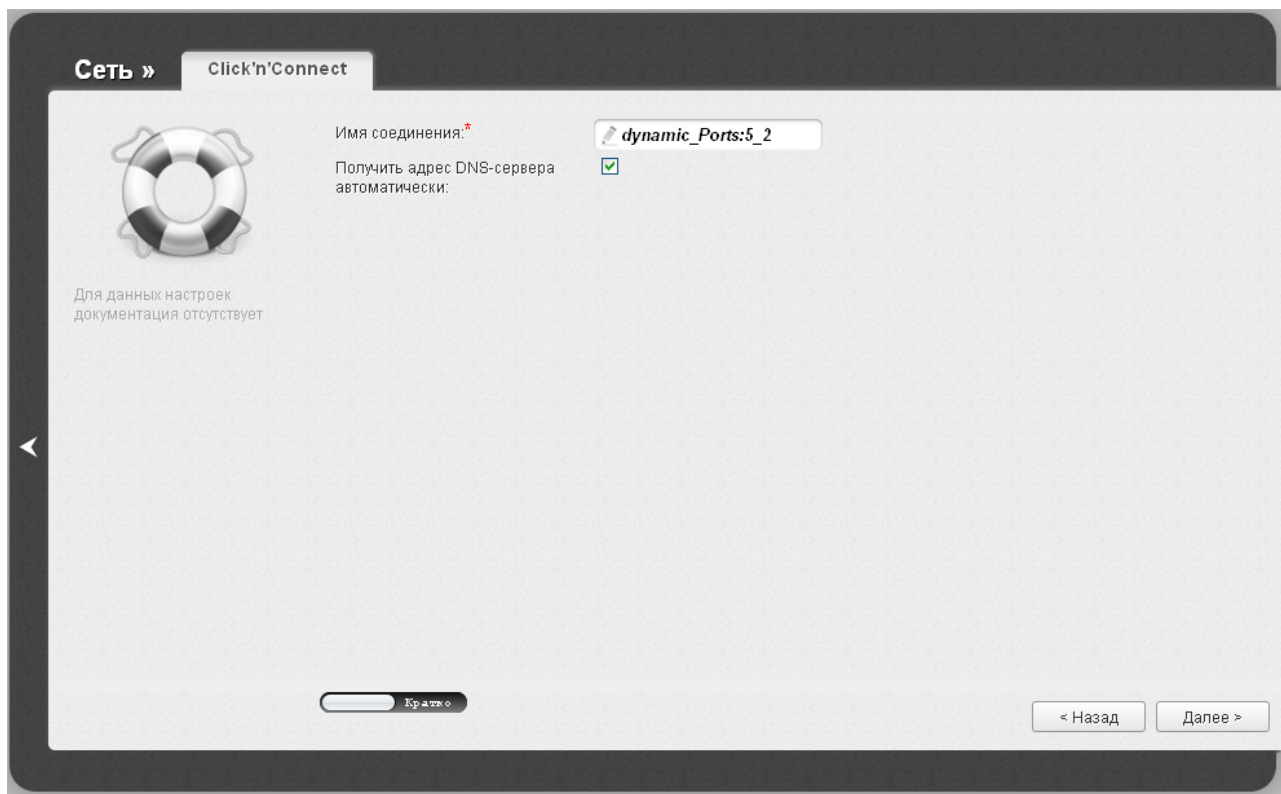 Сеть » Click'n'Connect
Имя соединения:* dynamic_Ports:5_2
Получить адрес DNS-сервера
автоматически:
Для данных настроек
документация отсутствует
Кратко
< Назад Далее >